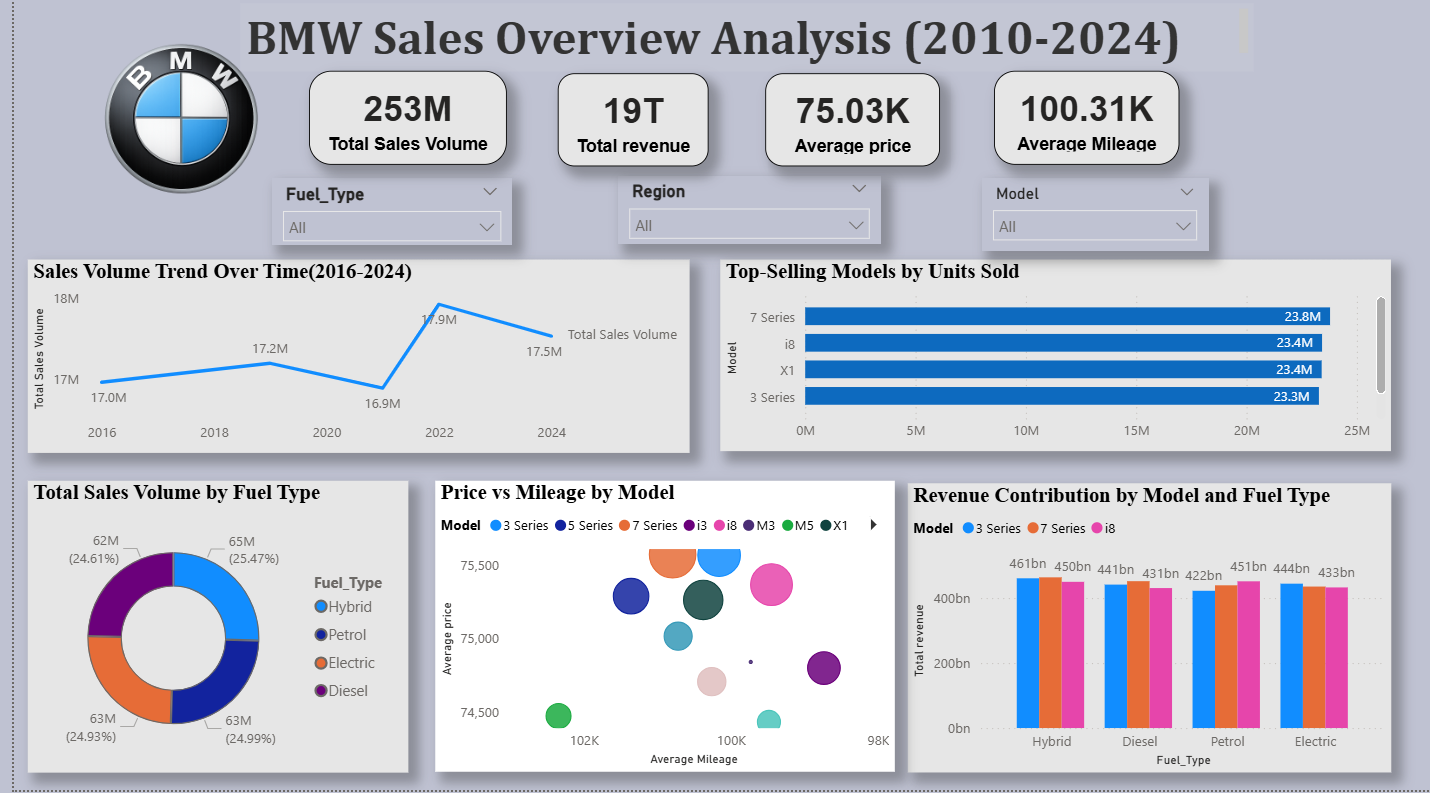 BMW Sales Overview Analysis (2010-2024)
BMW
253M
Total Sales Volume
19T
Total revenue
75.03K
Average price
100.31K
Average Mileage
Fuel_Type
All
Region
All
Model
All
Sales Volume Trend Over Time(2016-2024)
Total Sales Volume
18M
17M
17.0M
17.2M
16.9M
17.9M
17.5M
Total Sales Volume
2016 2018 2020 2022 2024
Top-Selling Models by Units Sold
Model
7 Series 23.8M
i8 23.4M
X1 23.4M
3 Series 23.3M
0M 5M 10M 15M 20M 25M
Total Sales Volume by Fuel Type
62M
(24.61%)
65M
(25.47%)
63M
(24.93%)
63M
(24.99%)
Fuel_Type
Hybrid
Petrol
Electric
Diesel
Price vs Mileage by Model
Model 3 Series 5 Series 7 Series i3 i8 M3 M5 X1
Average price
75,500
75,000
74,500
102K 100K 98K
Average Mileage
Revenue Contribution by Model and Fuel Type
Model 3 Series 7 Series i8
Total revenue
461bn 450bn 441bn 431bn 422bn 451bn 444bn 433bn
400bn
200bn
0bn
Hybrid Diesel Petrol Electric
Fuel_Type